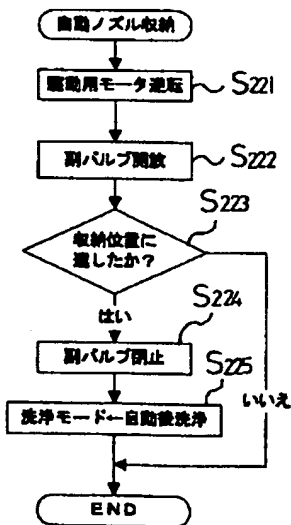 自動ノズル収納
駆動用モータ逆転
S221
副バルブ開放
S222
S223
収納位置に
達したか?
はい
S224
副バルブ閉止
S225
いいえ
洗浄モード←自動後洗浄
END